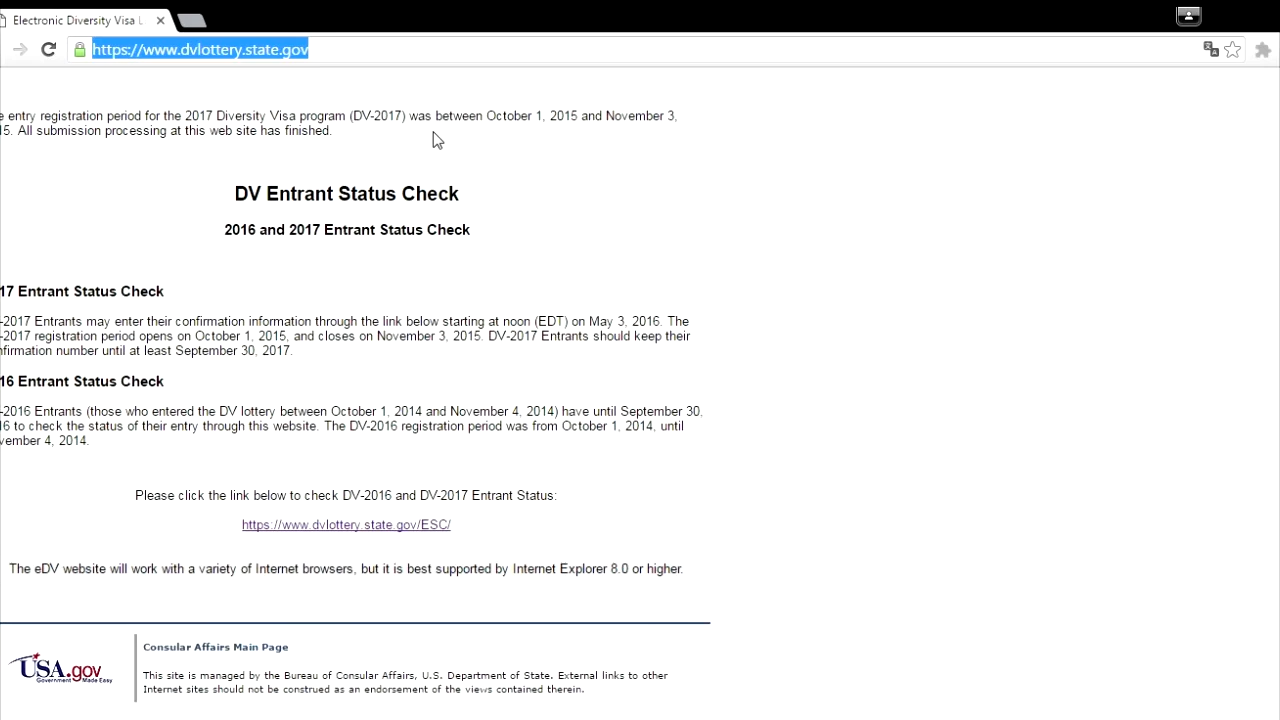 Electronic Diversity Visa L
https://www.dvlottery.state.gov
e entry registration period for the 2017 Diversity Visa program (DV-2017) was between October 1, 2015 and November 3,
15. All submission processing at this web site has finished.
DV Entrant Status Check
2016 and 2017 Entrant Status Check
17 Entrant Status Check
-2017 Entrants may enter their confirmation information through the link below starting at noon (EDT) on May 3, 2016. The
-2017 registration period opens on October 1, 2015, and closes on November 3, 2015. DV-2017 Entrants should keep their
nfirmation number until at least September 30, 2017.
16 Entrant Status Check
-2016 Entrants (those who entered the DV lottery between October 1, 2014 and November 4, 2014) have until September 30,
16 to check the status of their entry through this website. The DV-2016 registration period was from October 1, 2014, until
vember 4, 2014.
Please click the link below to check DV-2016 and DV-2017 Entrant Status:
https://www.dvlottery.state.gov/ESC/
The eDV website will work with a variety of Internet browsers, but it is best supported by Internet Explorer 8.0 or higher.
USA.gov
Government Made Easy
Consular Affairs Main Page
This site is managed by the Bureau of Consular Affairs, U.S. Department of State. External links to other
Internet sites should not be construed as an endorsement of the views contained therein.